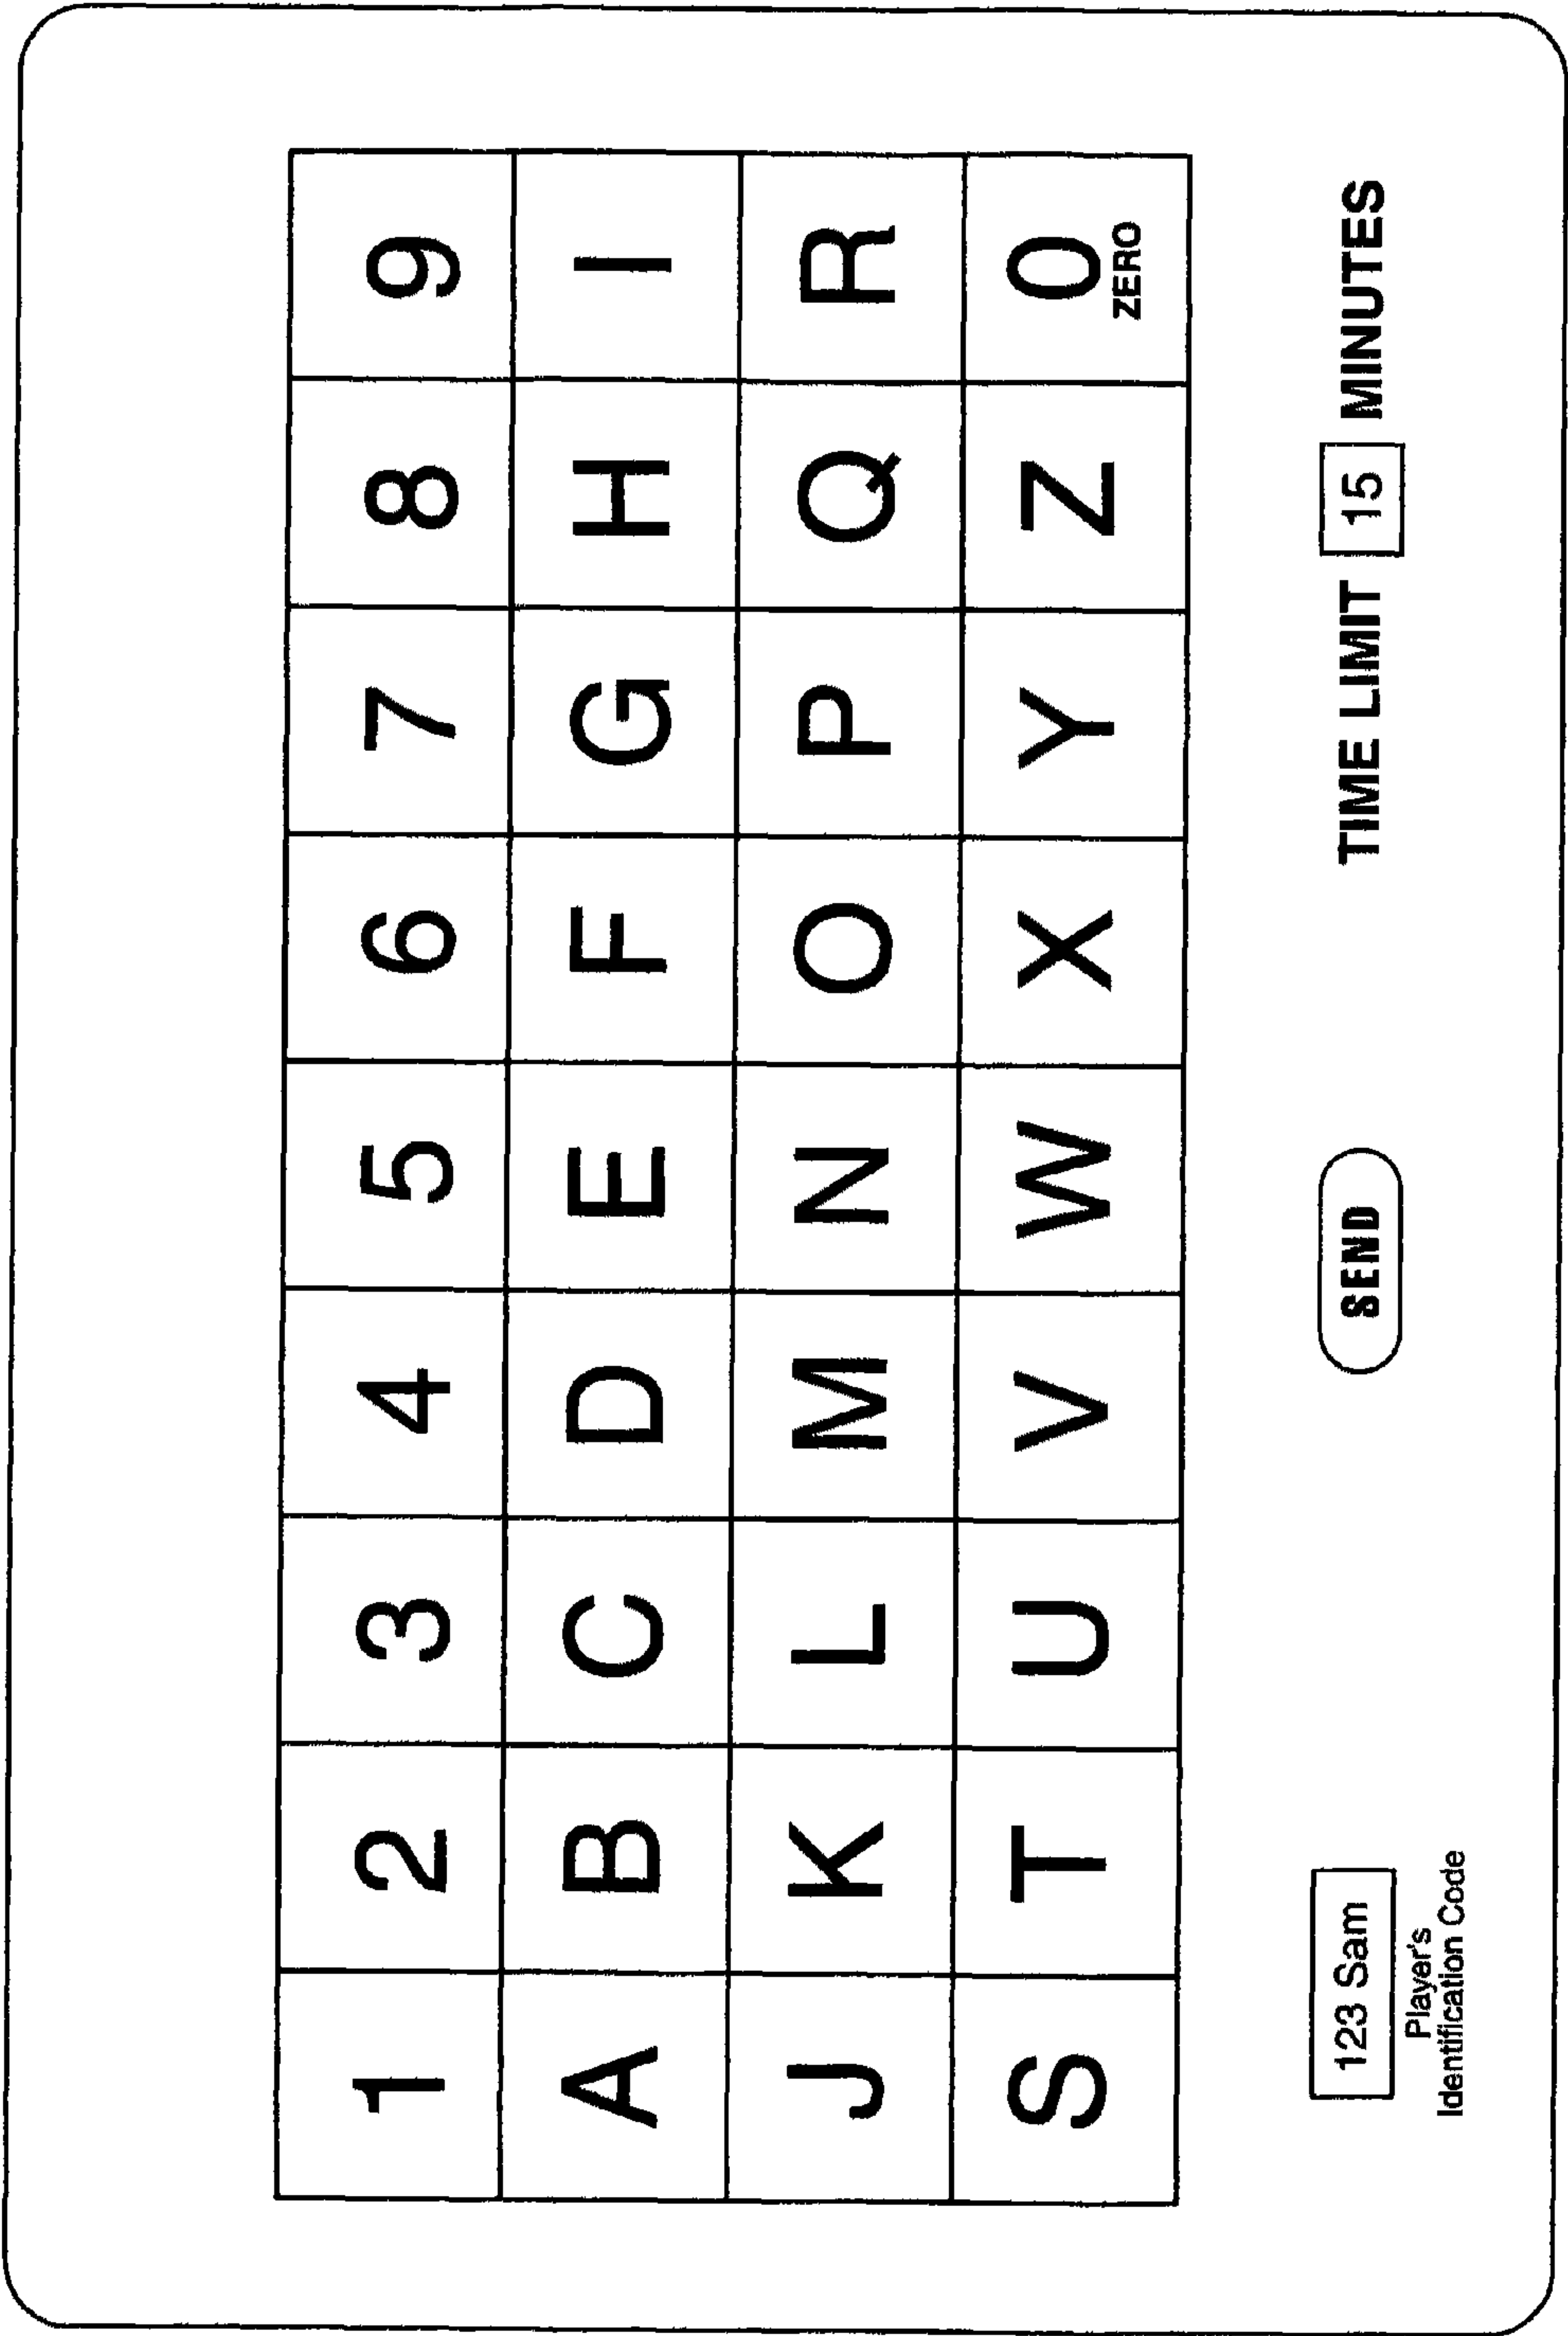 1 2 3 4 5 6 7 8 9
A B C D E F G H I
J K L M N O P Q R
S T U V W X Y Z 0
ZERO
123 Sam SEND TIME LIMIT 15 MINUTES
Player's
Identification Code